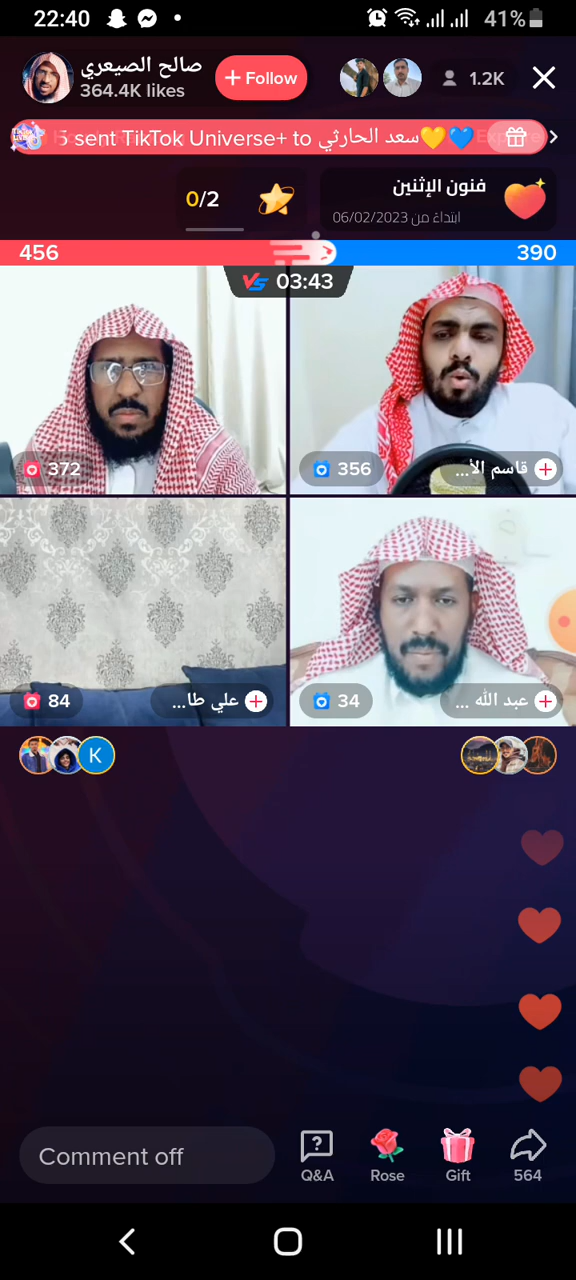 22:40
41%
صالح الصيعري
364.4K likes
+ Follow
1.2K
5 sent TikTok Universe+ to سعد الحارثي💛💙
0/2
فنون الإثنين
ابتداءً من 06/02/2023
456
390
VS 03:43
372
356
قاسم الأ...
84
علي طا...
34
عبد الله ...
K
Comment off
Q&A
Rose
Gift
564